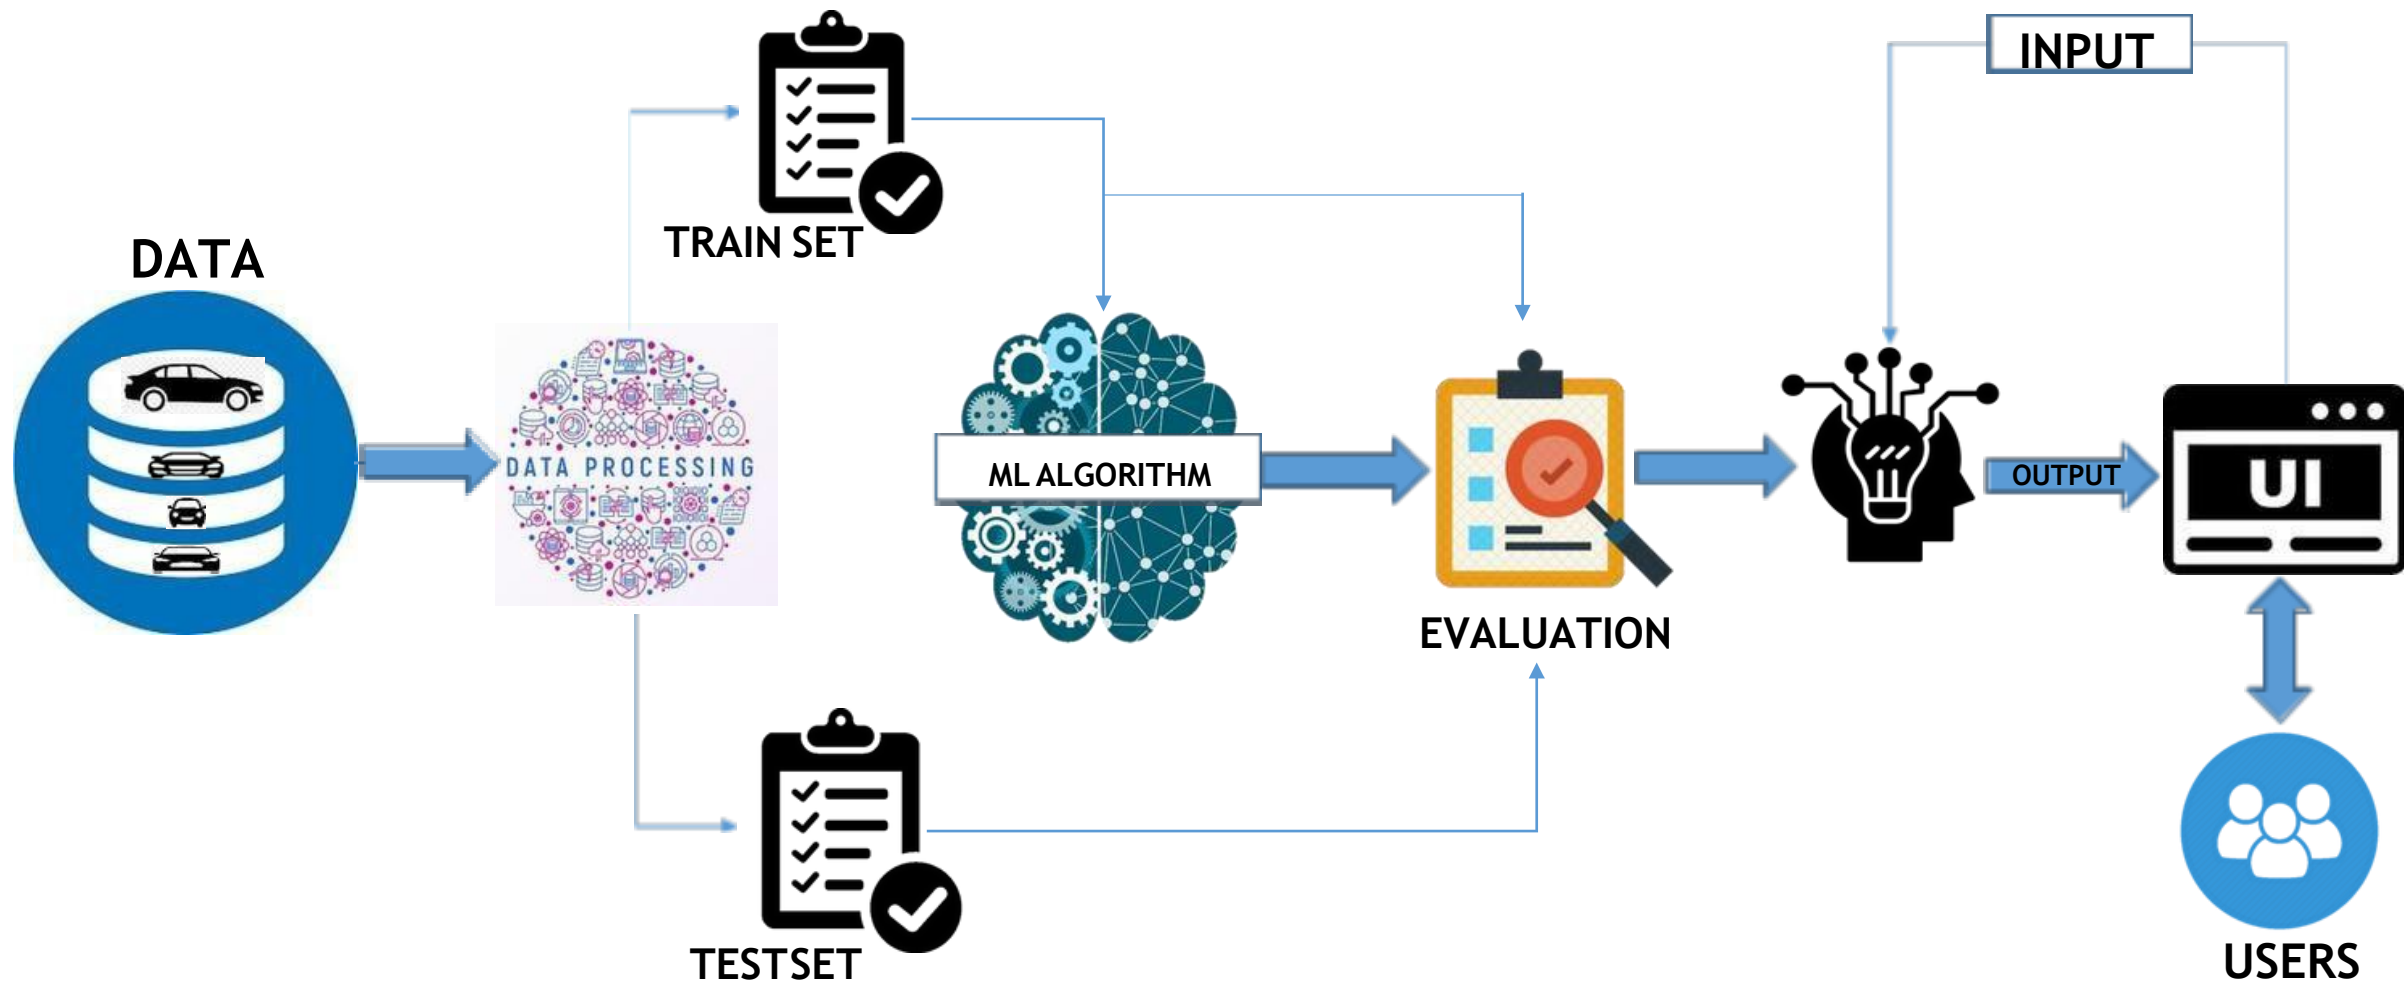 INPUT
TRAIN SET
DATA
DATA PROCESSING
ML ALGORITHM
OUTPUT
UI
EVALUATION
TESTSET
USERS